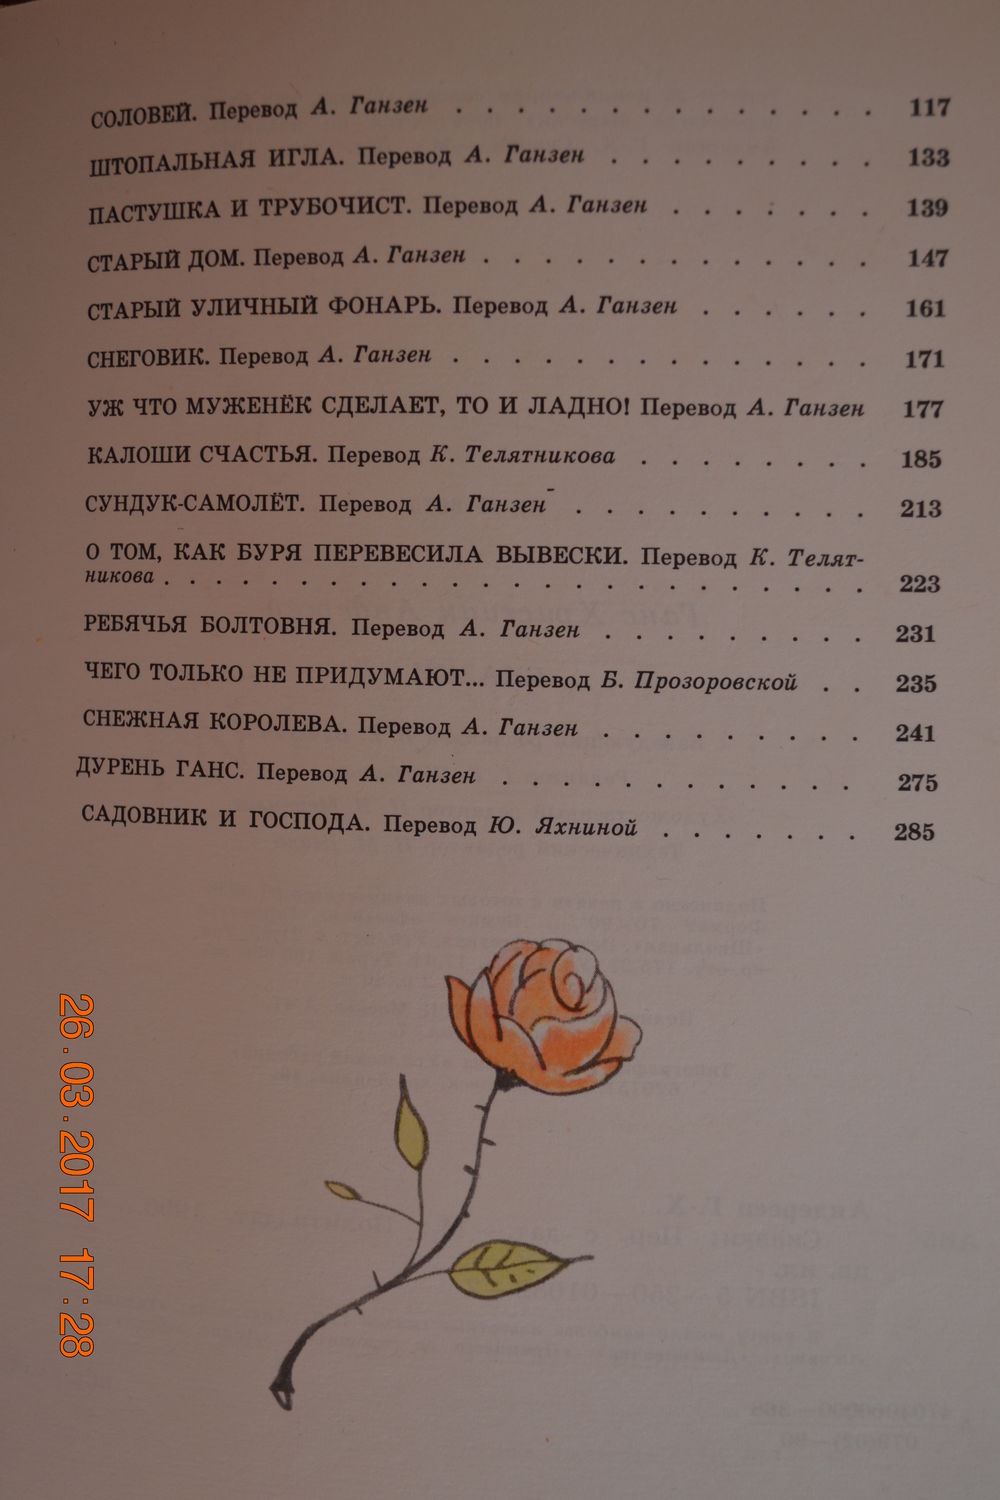 СОЛОВЕЙ. Перевод А. Ганзен . . . . . . . . . . . . . . 117
ШТОПАЛЬНАЯ ИГЛА. Перевод А. Ганзен . . . . . . . . . 133
ПАСТУШКА И ТРУБОЧИСТ. Перевод А. Ганзен . . . . . . . 139
СТАРЫЙ ДОМ. Перевод А. Ганзен . . . . . . . . . . . . . 147
СТАРЫЙ УЛИЧНЫЙ ФОНАРЬ. Перевод А. Ганзен . . . . . . 161
СНЕГОВИК. Перевод А. Ганзен . . . . . . . . . . . . . . 171
УЖ ЧТО МУЖЕНЁК СДЕЛАЕТ, ТО И ЛАДНО! Перевод А. Ганзен 177
КАЛОШИ СЧАСТЬЯ. Перевод К. Телятникова . . . . . . . . 185
СУНДУК-САМОЛЁТ. Перевод А. Ганзен . . . . . . . . . . 213
О ТОМ, КАК БУРЯ ПЕРЕВЕСИЛА ВЫВЕСКИ. Перевод К. Телят-
никова . . . . . . . . . . . . . . . . . . . . . . 223
РЕБЯЧЬЯ БОЛТОВНЯ. Перевод А. Ганзен . . . . . . . . . 231
ЧЕГО ТОЛЬКО НЕ ПРИДУМАЮТ... Перевод Б. Прозоровской . . 235
СНЕЖНАЯ КОРОЛЕВА. Перевод А. Ганзен . . . . . . . . . 241
ДУРЕНЬ ГАНС. Перевод А. Ганзен . . . . . . . . . . . . 275
САДОВНИК И ГОСПОДА. Перевод Ю. Яхниной . . . . . . . 285
26.03.2017 17:28